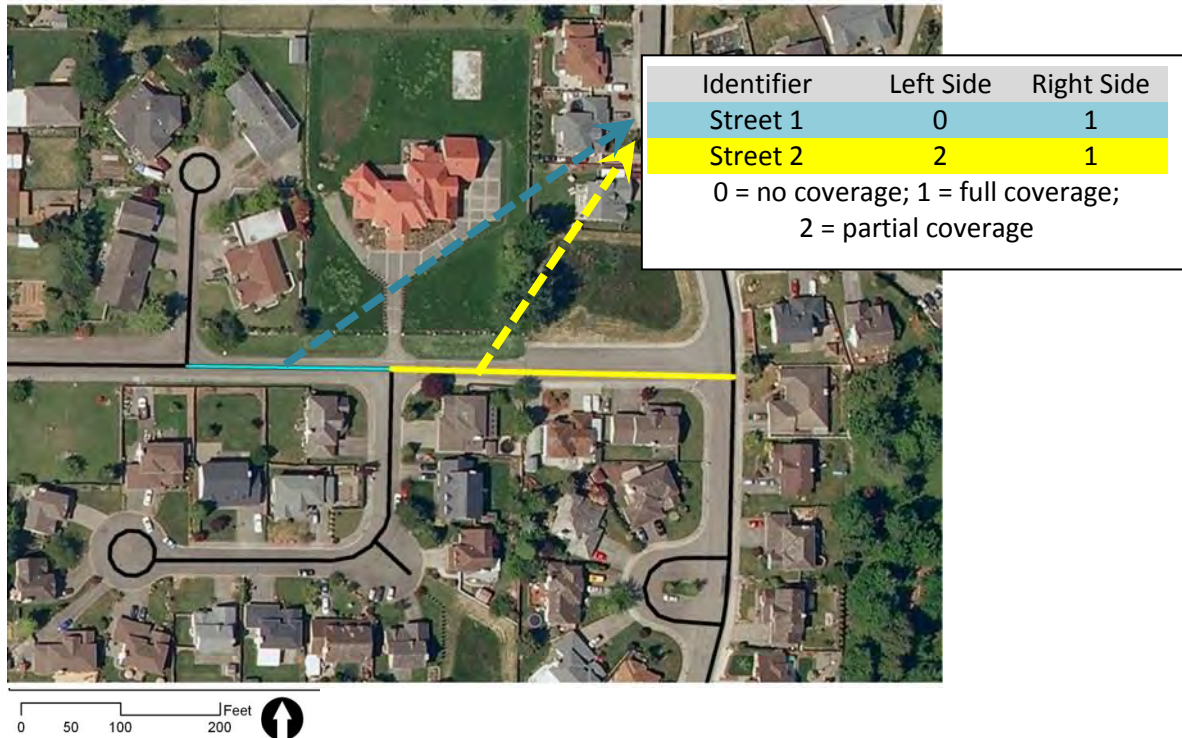 Identifier Left Side Right Side
Street 1 0 1
Street 2 2 1
0 = no coverage; 1 = full coverage;
2 = partial coverage
Feet
0 50 100 200